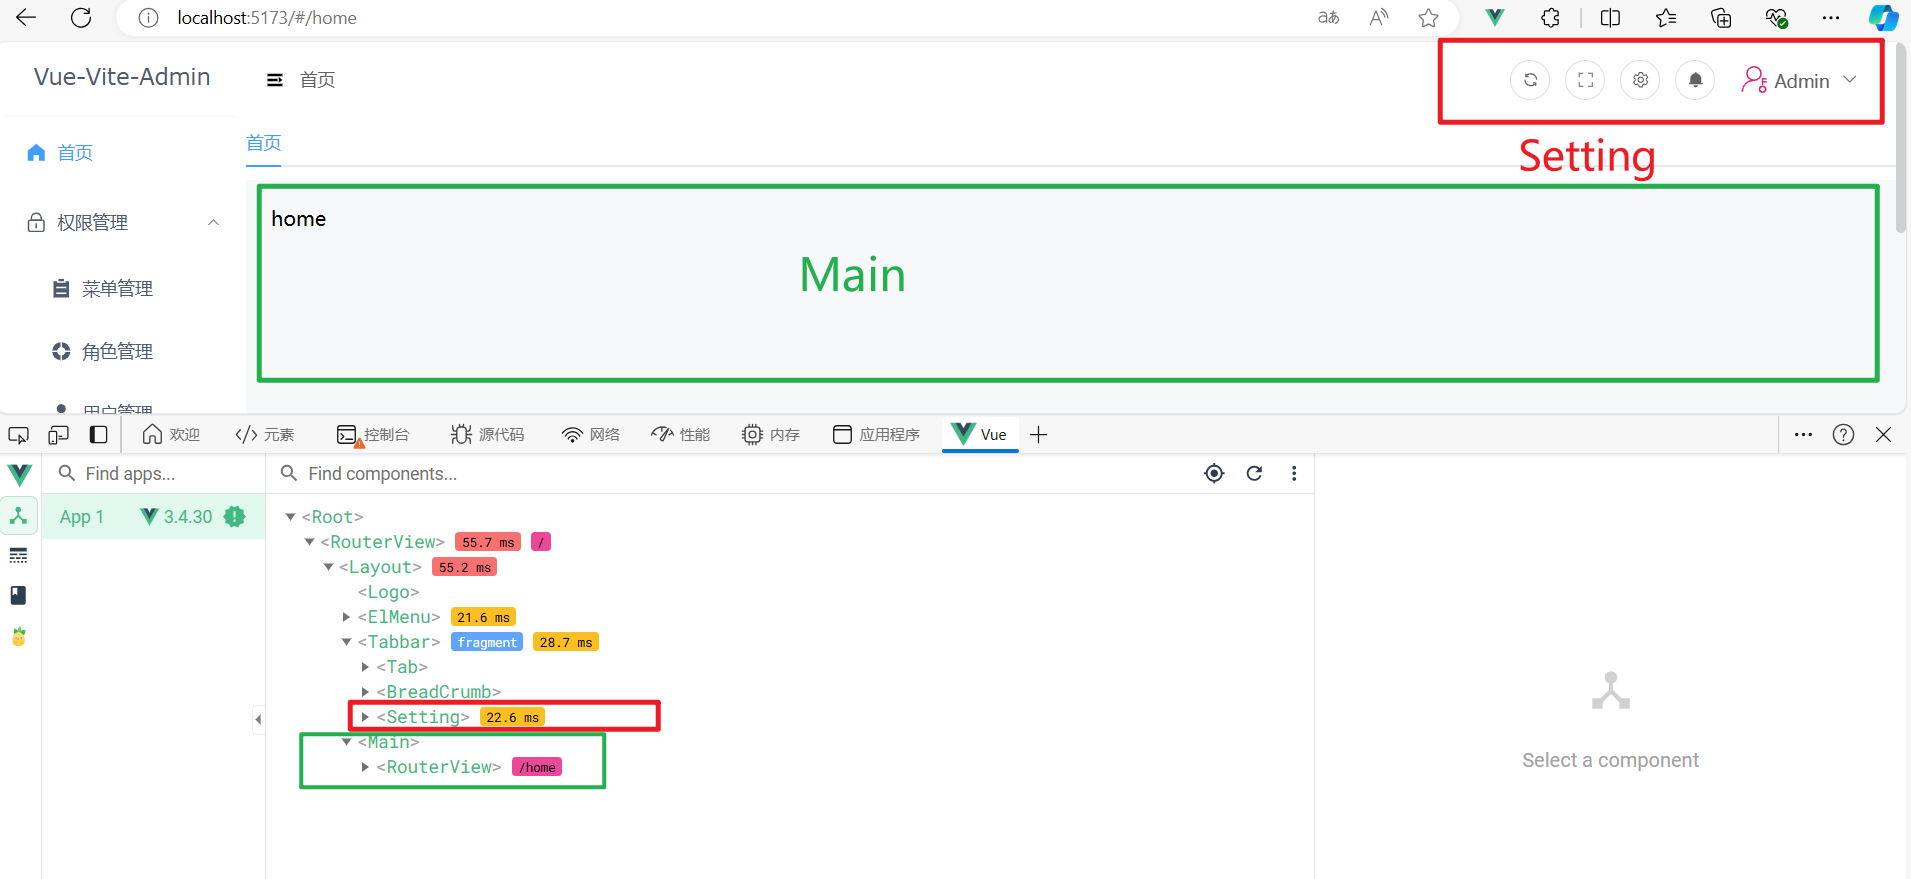 localhost:5173/#/home
Vue-Vite-Admin
首页
Admin
首页
首页
Setting
home
权限管理
Main
菜单管理
角色管理
用户管理
欢迎
元素
控制台
源代码
网络
性能
内存
应用程序
Vue
Find apps...
Find components...
App 1
3.4.30
<Root>
<RouterView> 55.7 ms /
<Layout> 55.2 ms
<Logo>
<ElMenu> 21.6 ms
<Tabbar> fragment 28.7 ms
<Tab>
<BreadCrumb>
<Setting> 22.6 ms
<Main>
<RouterView> /home
Select a component